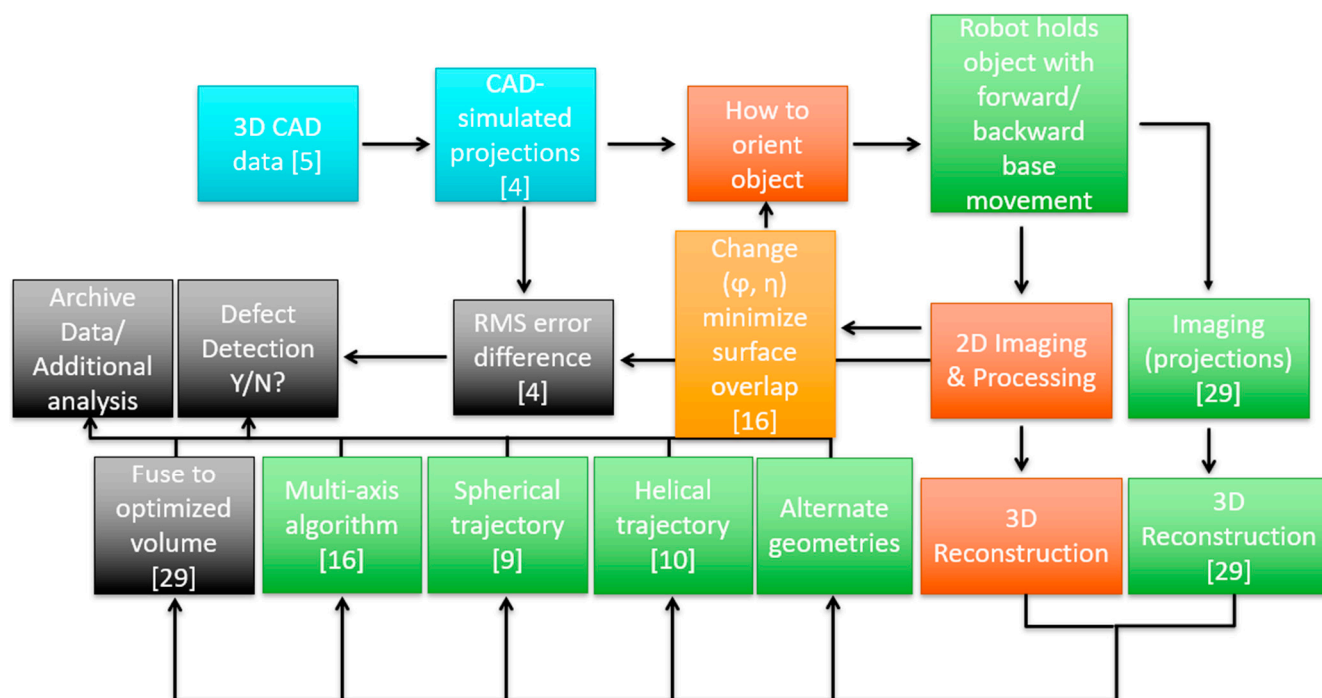 3D CAD
data [5]
CAD-
simulated
projections
[4]
How to
orient
object
Robot holds
object with
forward/
backward
base
movement
Archive
Data/
Additional
analysis
Defect
Detection
Y/N?
RMS error
difference
[4]
Change
(φ, η)
minimize
surface
overlap
[16]
2D Imaging
& Processing
Imaging
(projections)
[29]
Fuse to
optimized
volume
[29]
Multi-axis
algorithm
[16]
Spherical
trajectory
[9]
Helical
trajectory
[10]
Alternate
geometries
3D
Reconstruction
3D
Reconstruction
[29]